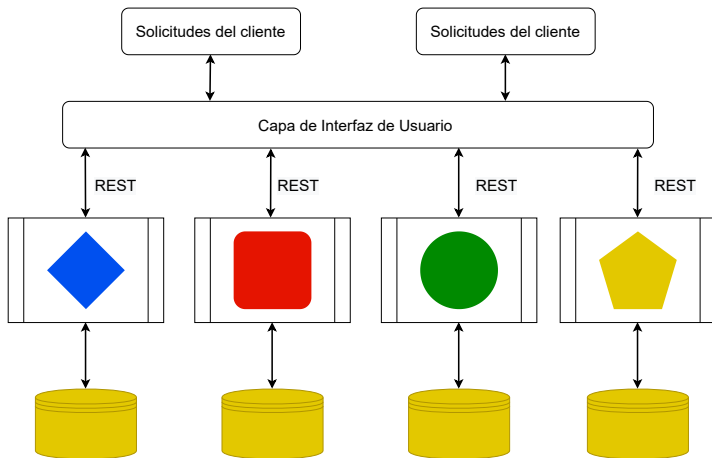 Solicitudes del cliente
Solicitudes del cliente
Capa de Interfaz de Usuario
REST
REST
REST
REST